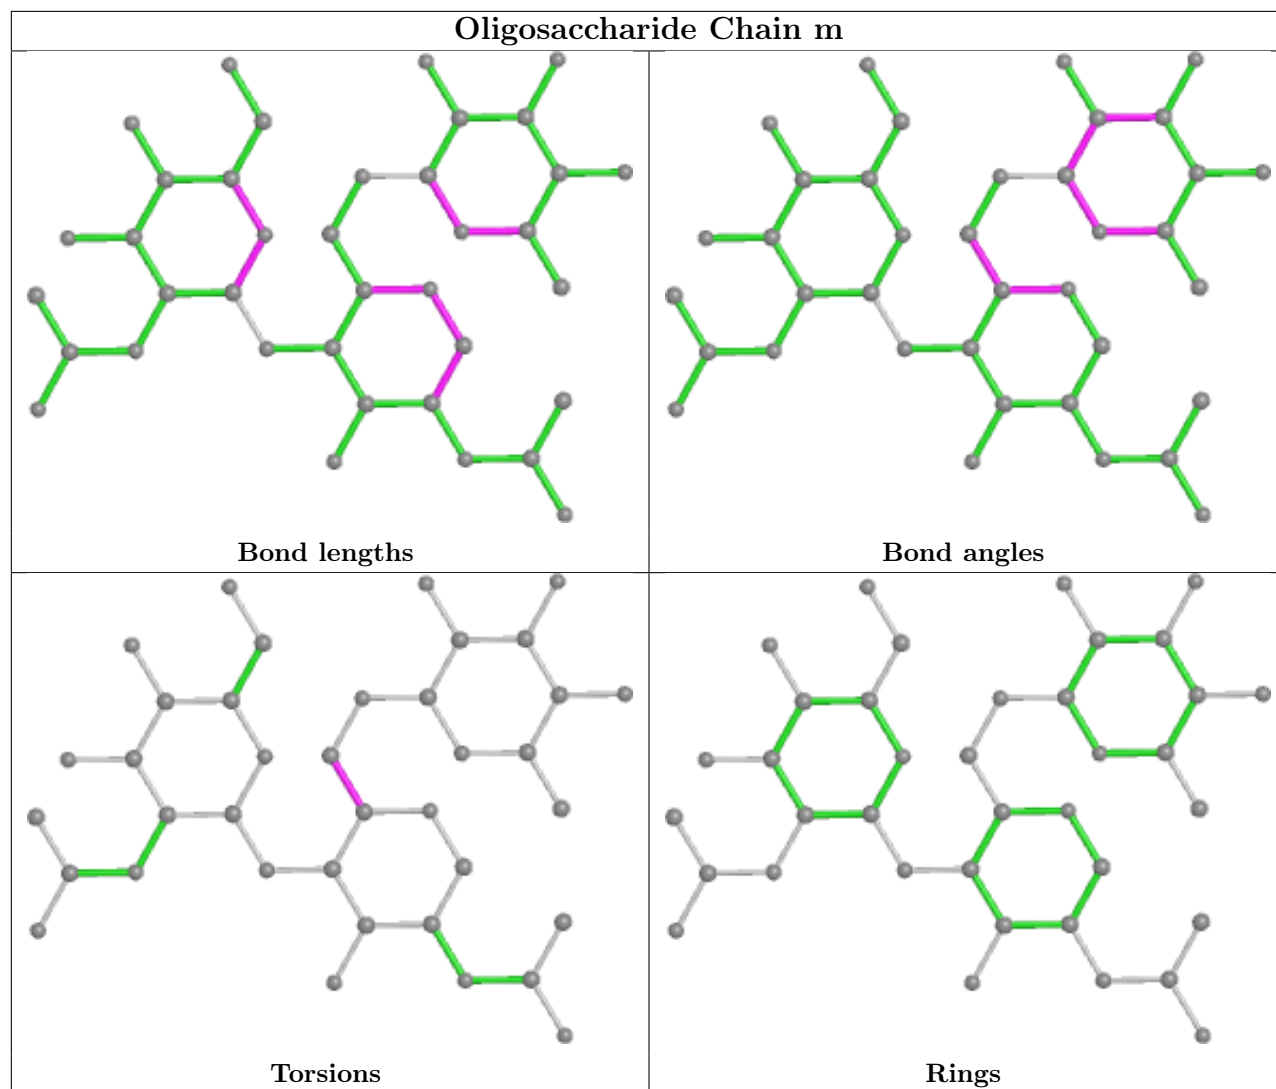 Oligosaccharide Chain m
Bond lengths
Bond angles
Torsions
Rings